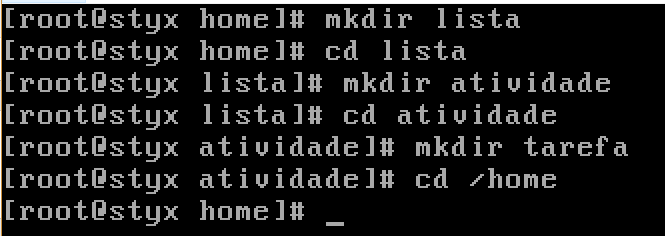 [root@styx home]# mkdir lista
[root@styx home]# cd lista
[root@styx lista]# mkdir atividade
[root@styx lista]# cd atividade
[root@styx atividade]# mkdir tarefa
[root@styx atividade]# cd /home
[root@styx home]# _